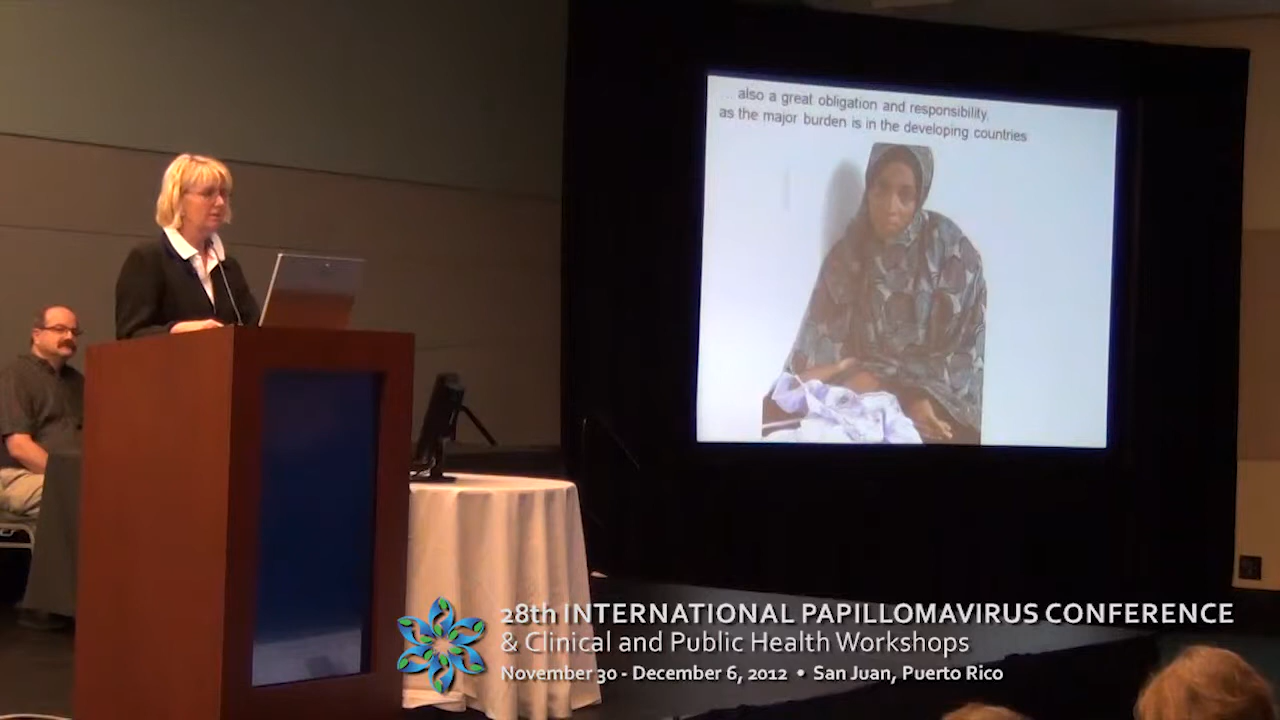 ... also a great obligation and responsibility,
as the major burden is in the developing countries
28th INTERNATIONAL PAPILLOMAVIRUS CONFERENCE
& Clinical and Public Health Workshops
November 30 - December 6, 2012 • San Juan, Puerto Rico